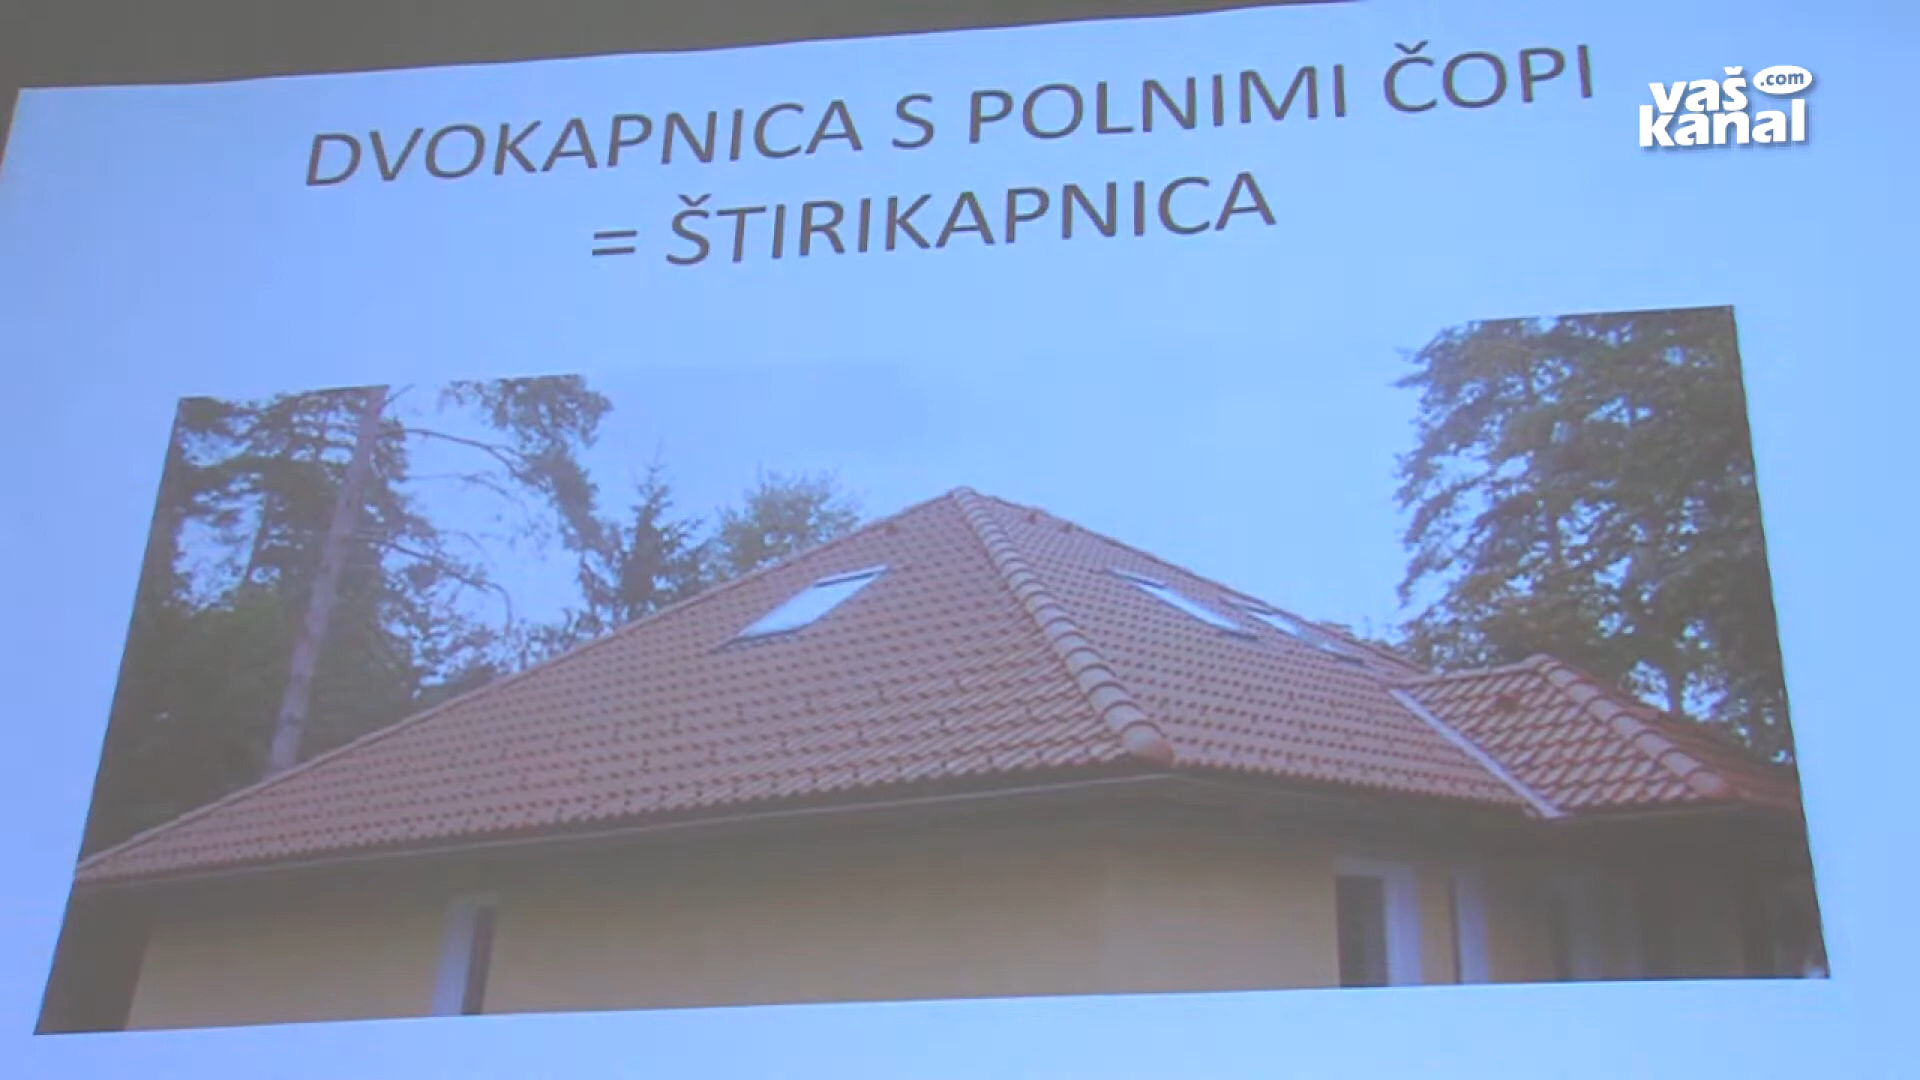 DVOKAPNICA S POLNIMI ČOPI
= ŠTIRIKAPNICA
vaš .com
kanal